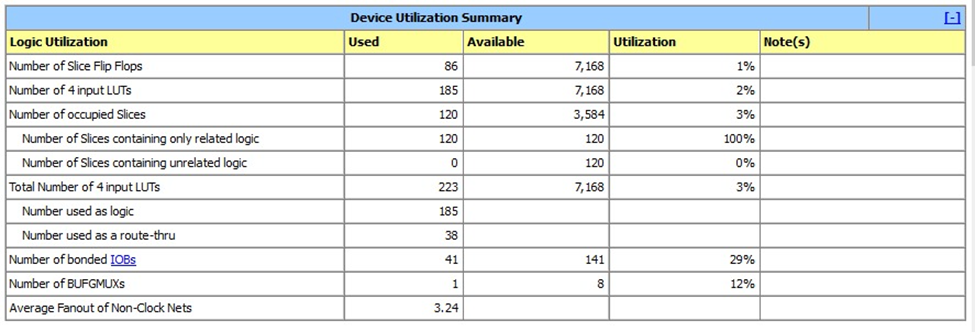 Device Utilization Summary [-]
Logic Utilization Used Available Utilization Note(s)
Number of Slice Flip Flops 86 7,168 1%
Number of 4 input LUTs 185 7,168 2%
Number of occupied Slices 120 3,584 3%
Number of Slices containing only related logic 120 120 100%
Number of Slices containing unrelated logic 0 120 0%
Total Number of 4 input LUTs 223 7,168 3%
Number used as logic 185
Number used as a route-thru 38
Number of bonded IOBs 41 141 29%
Number of BUFGMUXs 1 8 12%
Average Fanout of Non-Clock Nets 3.24